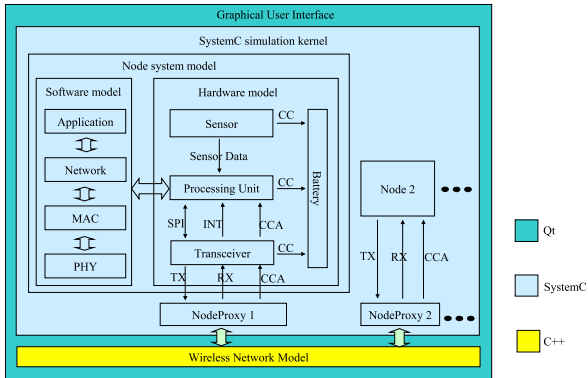 Graphical User Interface
SystemC simulation kernel
Node system model
Software model
Hardware model
Application
Network
MAC
PHY
Sensor
CC
Sensor Data
Processing Unit
CC
Battery
SPI
INT
CCA
Transceiver
CC
TX
RX
CCA
NodeProxy 1
Node 2
TX
RX
CCA
NodeProxy 2
Wireless Network Model
Qt
SystemC
C++